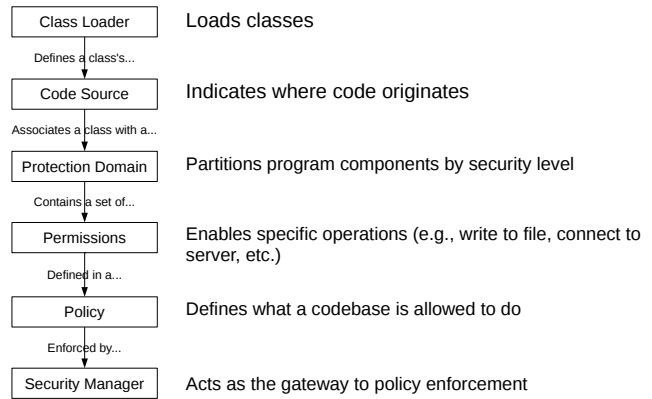 Class Loader
Loads classes
Defines a class's...
Code Source
Indicates where code originates
Associates a class with a...
Protection Domain
Partitions program components by security level
Contains a set of...
Permissions
Enables specific operations (e.g., write to file, connect to
server, etc.)
Defined in a...
Policy
Defines what a codebase is allowed to do
Enforced by...
Security Manager
Acts as the gateway to policy enforcement